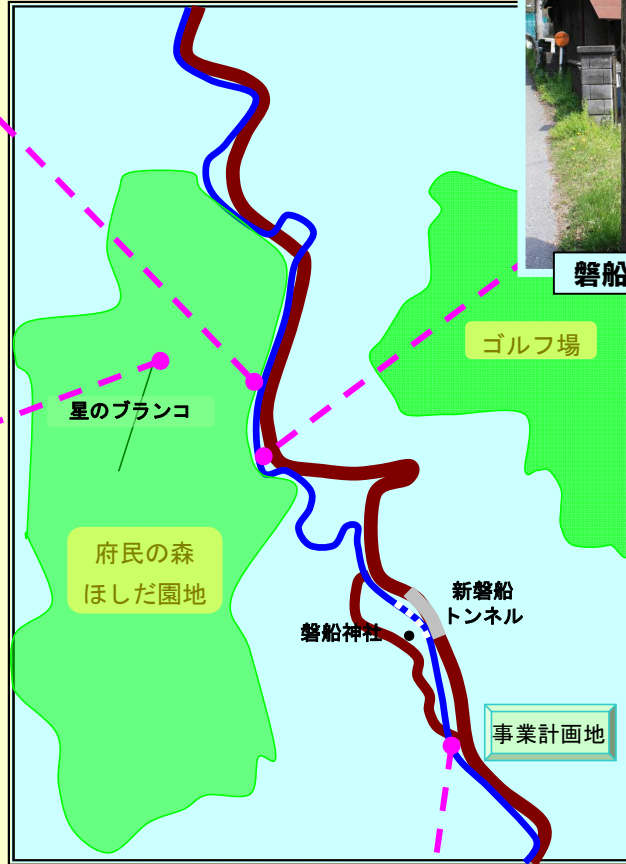 磐船
ゴルフ場
星のブランコ
府民の森
ほしだ園地
新磐船
トンネル
磐船神社
事業計画地